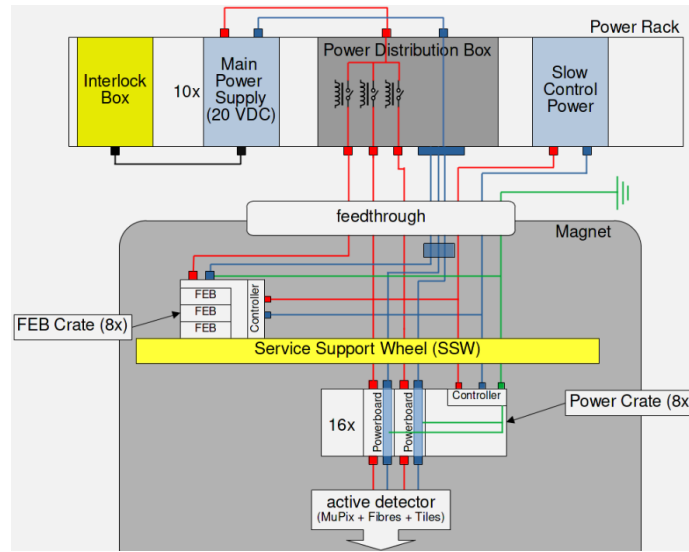 Power Rack
Interlock
Box
10x
Main
Power
Supply
(20 VDC)
Power Distribution Box
Slow
Control
Power
feedthrough
Magnet
FEB
FEB
FEB
Controller
FEB Crate (8x)
Service Support Wheel (SSW)
16x
Powerboard
Powerboard
Controller
Power Crate (8x
active detector
(MuPix + Fibres + Tiles)